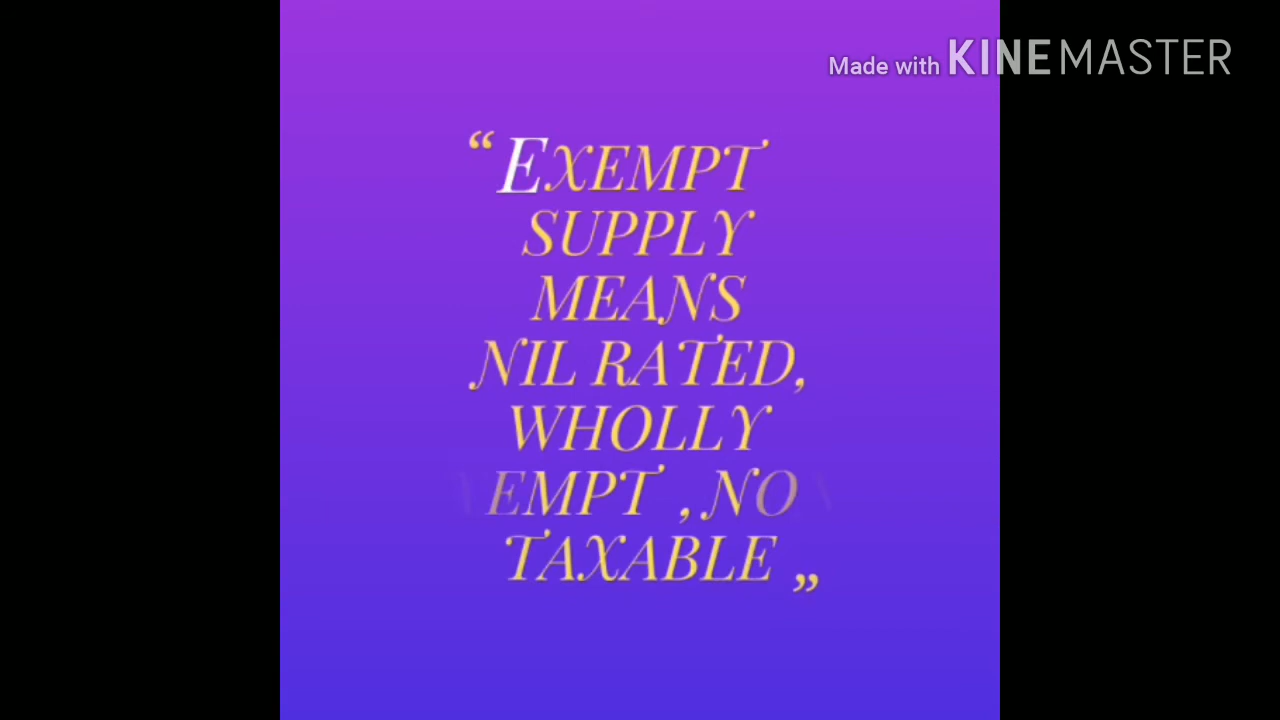 Made with KINEMASTER
“EXEMPT
SUPPLY
MEANS
NIL RATED,
WHOLLY
EMPT , NO
TAXABLE „